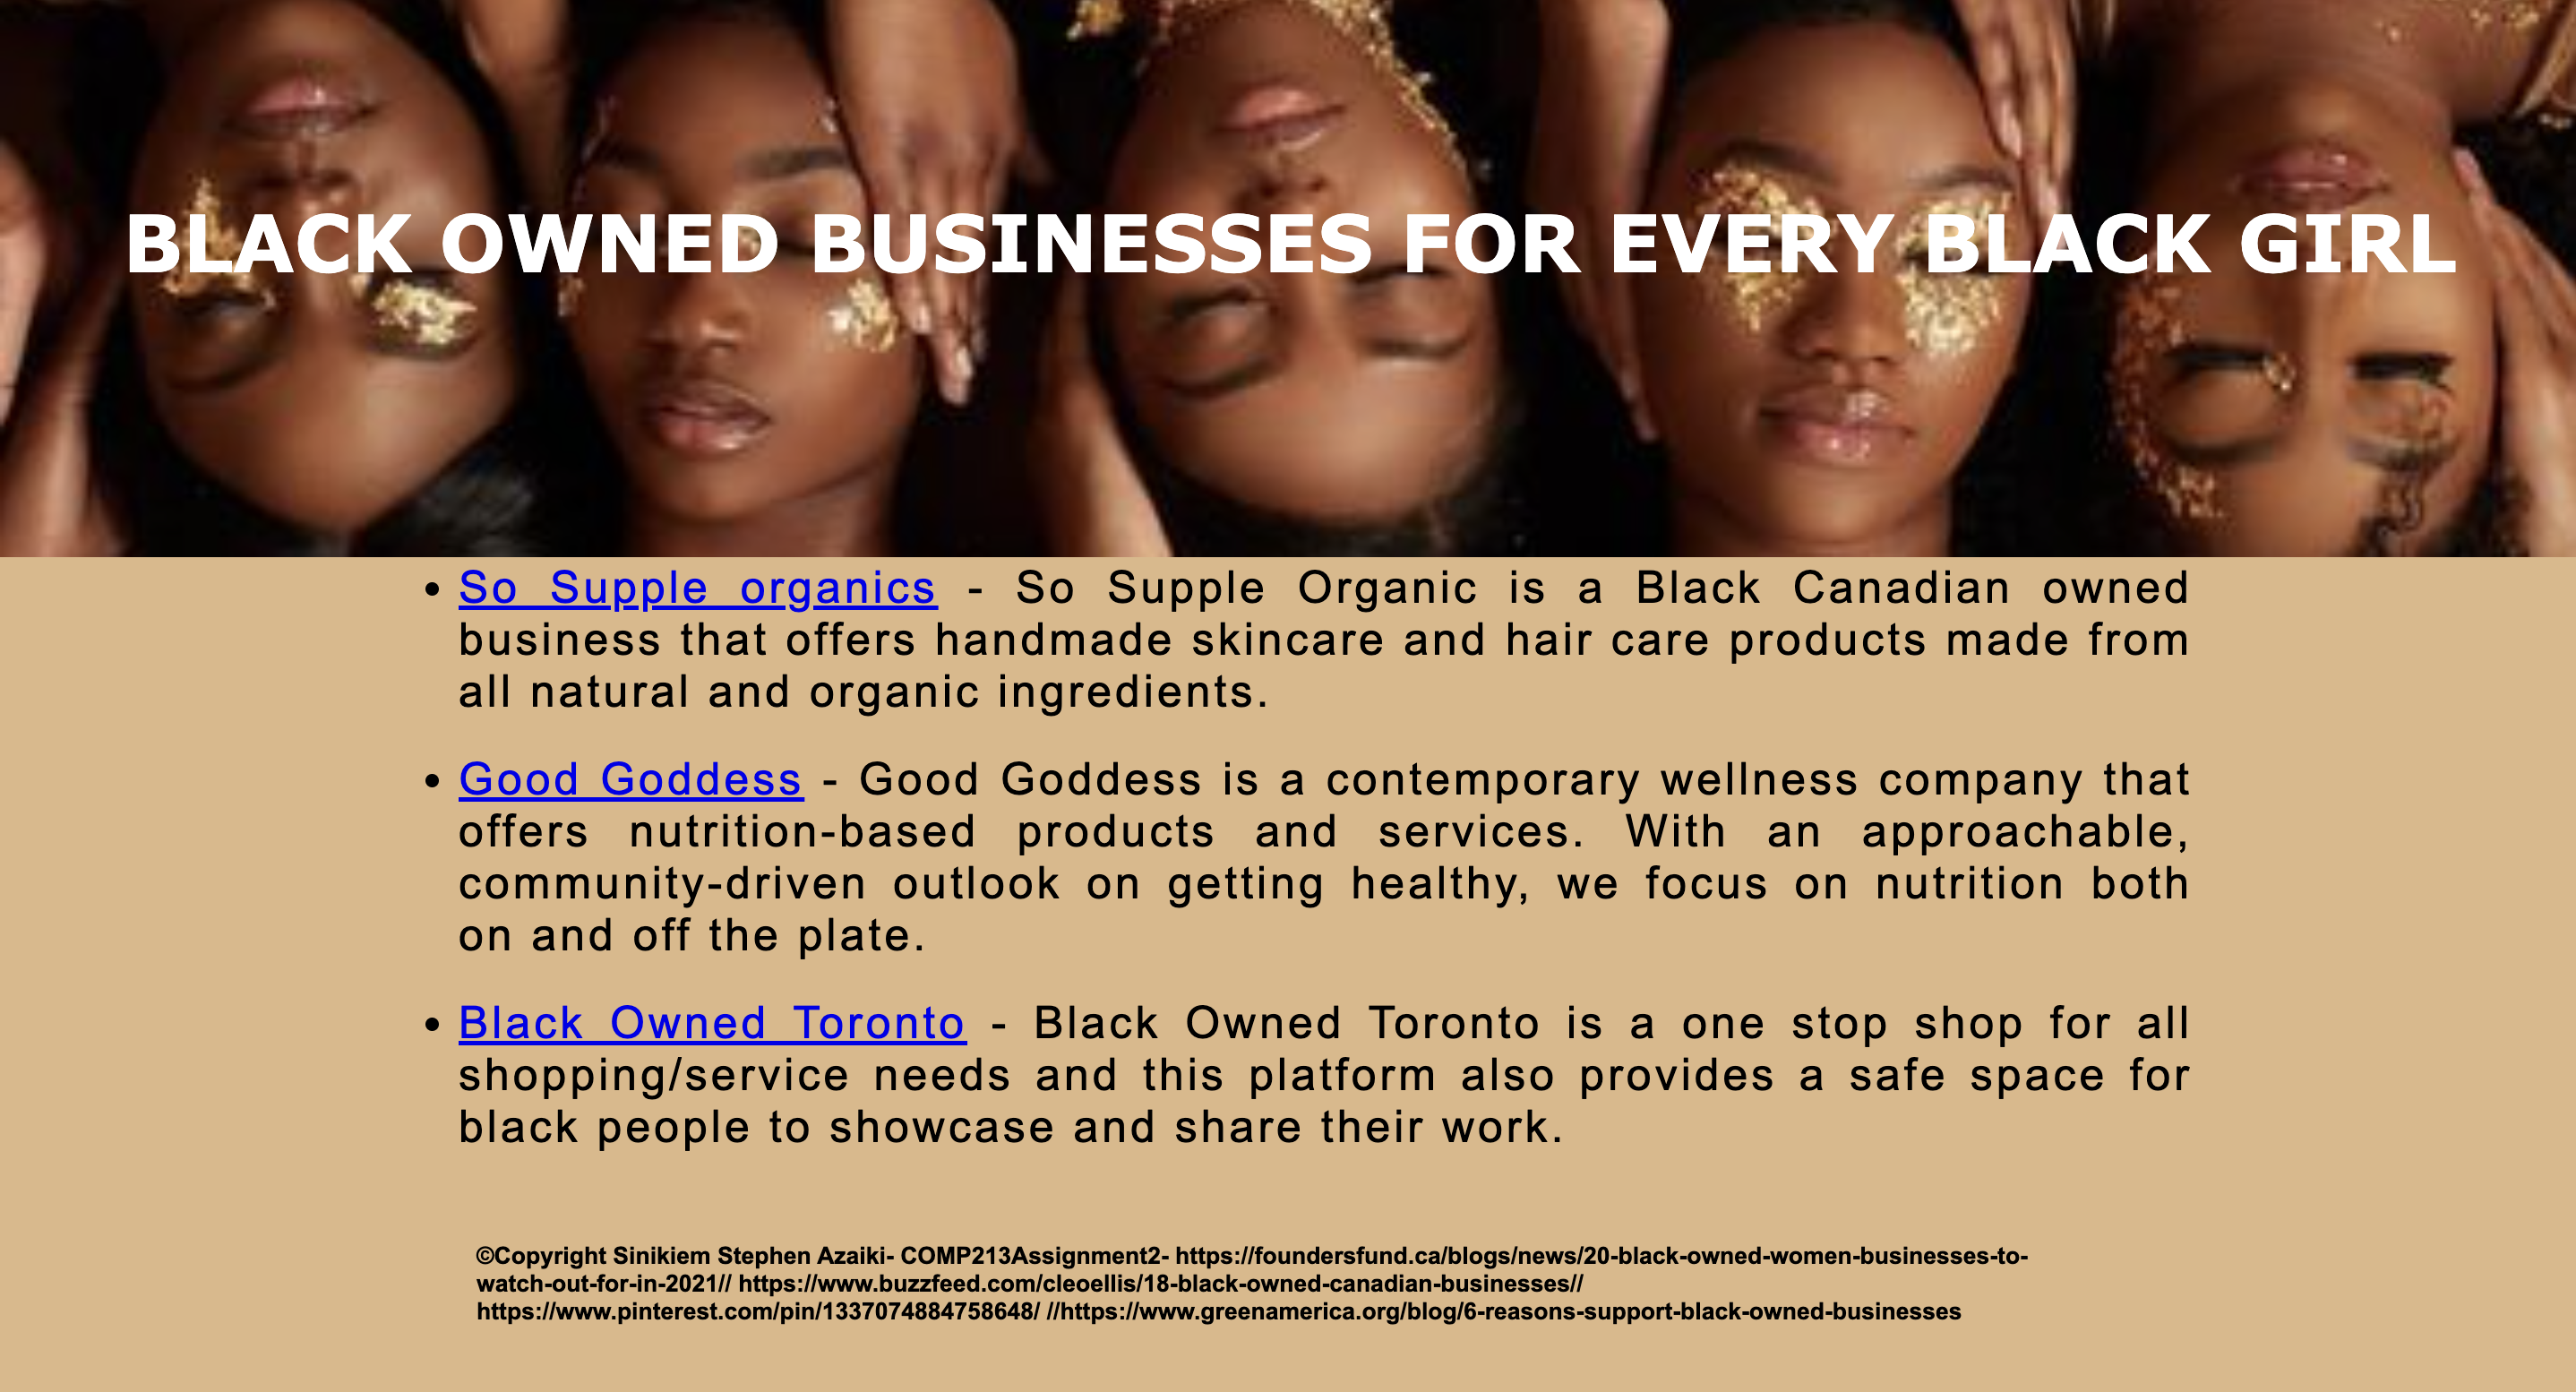 BLACK OWNED BUSINESSES FOR EVERY BLACK GIRL
• So Supple organics - So Supple Organic is a Black Canadian owned
business that offers handmade skincare and hair care products made from
all natural and organic ingredients.
• Good Goddess - Good Goddess is a contemporary wellness company that
offers nutrition-based products and services. With an approachable,
community-driven outlook on getting healthy, we focus on nutrition both
on and off the plate.
• Black Owned Toronto - Black Owned Toronto is a one stop shop for all
shopping/service needs and this platform also provides a safe space for
black people to showcase and share their work.
©Copyright Sinikiem Stephen Azaiki- COMP213Assignment2- https://foundersfund.ca/blogs/news/20-black-owned-women-businesses-to-
watch-out-for-in-2021// https://www.buzzfeed.com/cleoellis/18-black-owned-canadian-businesses//
https://www.pinterest.com/pin/1337074884758648/ //https://www.greenamerica.org/blog/6-reasons-support-black-owned-businesses